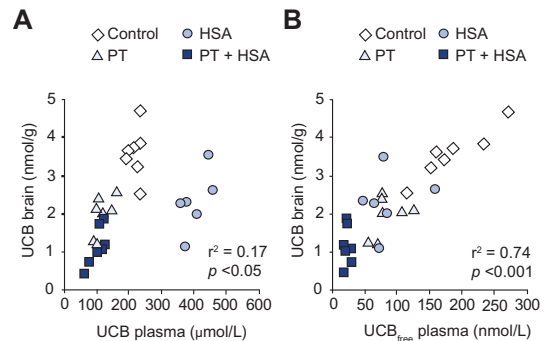 A
Control
HSA
PT
PT + HSA
UCB brain (nmol/g)
5
4
3
2
1
0
r² = 0.17
p <0.05
0 100 200 300 400 500 600
UCB plasma (μmol/L)
B
Control
HSA
PT
PT + HSA
UCB brain (nmol/g)
5
4
3
2
1
0
r² = 0.74
p <0.001
0 50 100 150 200 250 300
UCBfree plasma (nmol/L)